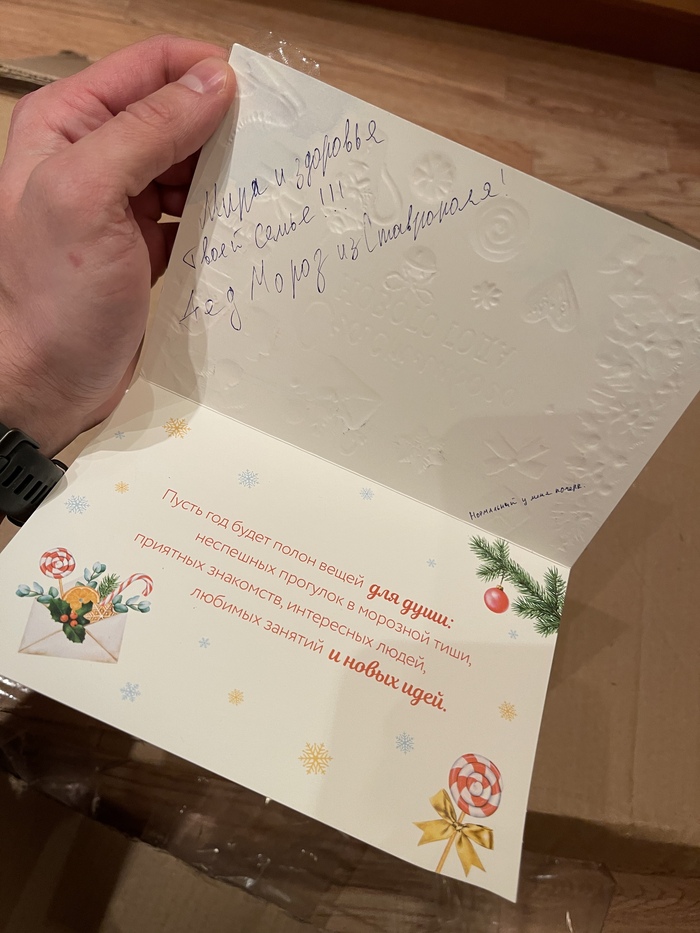 Мира и здоровья
твоей семье!!!
Дед Мороз из Ставрополя!
Нормальный у меня почерк.
Пусть год будет полон вещей для души:
неспешных прогулок в морозной тиши,
приятных знакомств, интересных людей,
любимых занятий и новых идей.